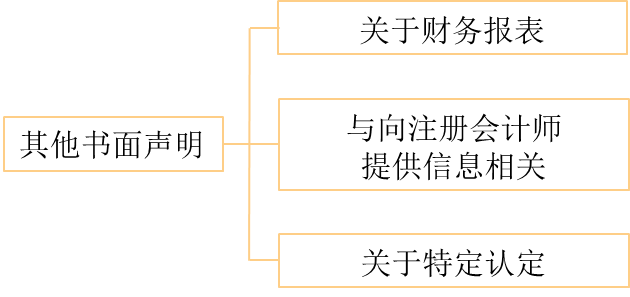 关于财务报表
其他书面声明
与向注册会计师
提供信息相关
关于特定认定